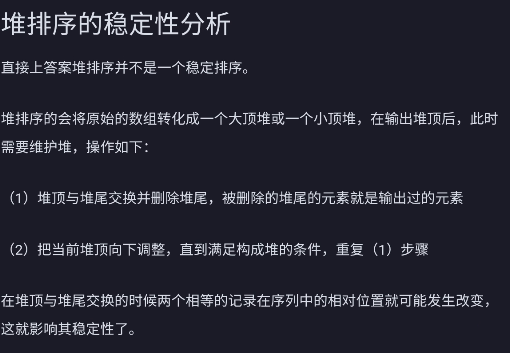 堆排序的稳定性分析
直接上答案堆排序并不是一个稳定排序。
堆排序的会将原始的数组转化成一个大顶堆或一个小顶堆，在输出堆顶后，此时
需要维护堆，操作如下：
（1）堆顶与堆尾交换并删除堆尾，被删除的堆尾的元素就是输出过的元素
（2）把当前堆顶向下调整，直到满足构成堆的条件，重复（1）步骤
在堆顶与堆尾交换的时候两个相等的记录在序列中的相对位置就可能发生改变，
这就影响其稳定性了。